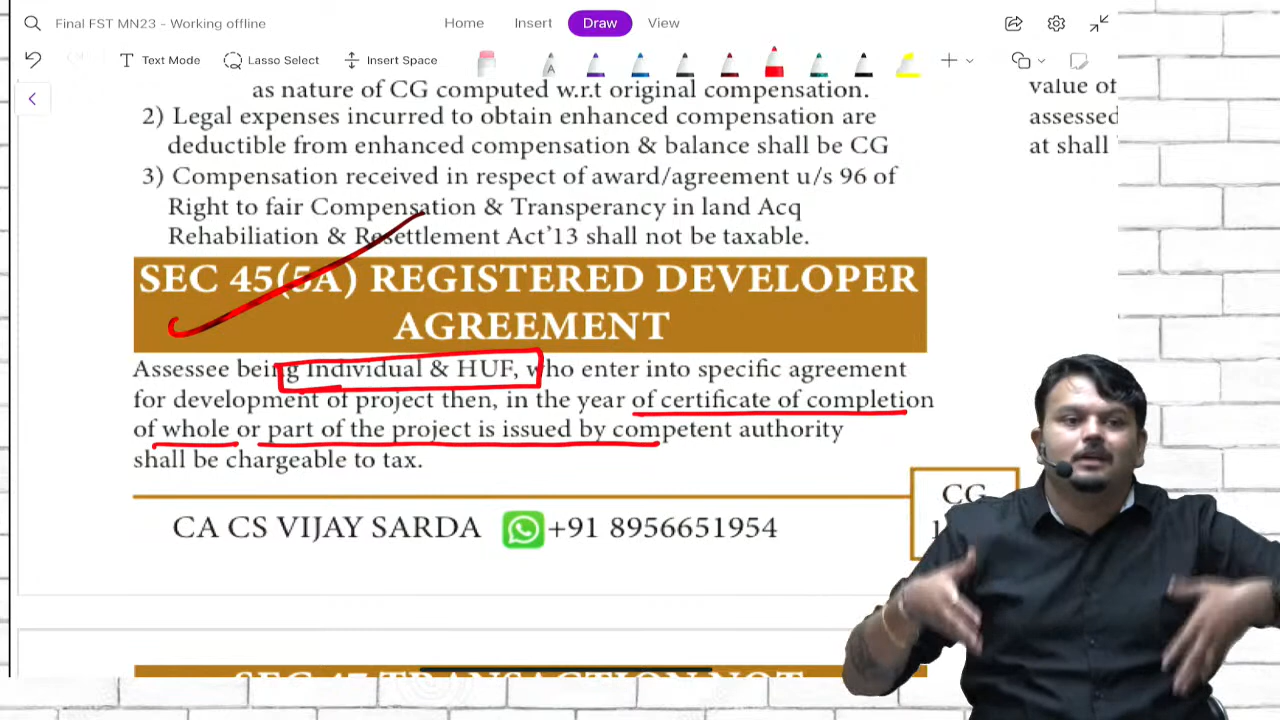 Final FST MN23 - Working offline
Home Insert Draw View
Text Mode Lasso Select Insert Space
as nature of CG computed w.r.t original compensation.
2) Legal expenses incurred to obtain enhanced compensation are
deductible from enhanced compensation & balance shall be CG
3) Compensation received in respect of award/agreement u/s 96 of
Right to fair Compensation & Transperancy in land Acq
Rehabiliation & Resettlement Act'13 shall not be taxable.
value of
assessed
at shall
SEC 45(5A) REGISTERED DEVELOPER
AGREEMENT
Assessee being Individual & HUF, who enter into specific agreement
for development of project then, in the year of certificate of completion
of whole or part of the project is issued by competent authority
shall be chargeable to tax.
CG
CA CS VIJAY SARDA +91 8956651954
SEC 47 TRANSACTION NOT